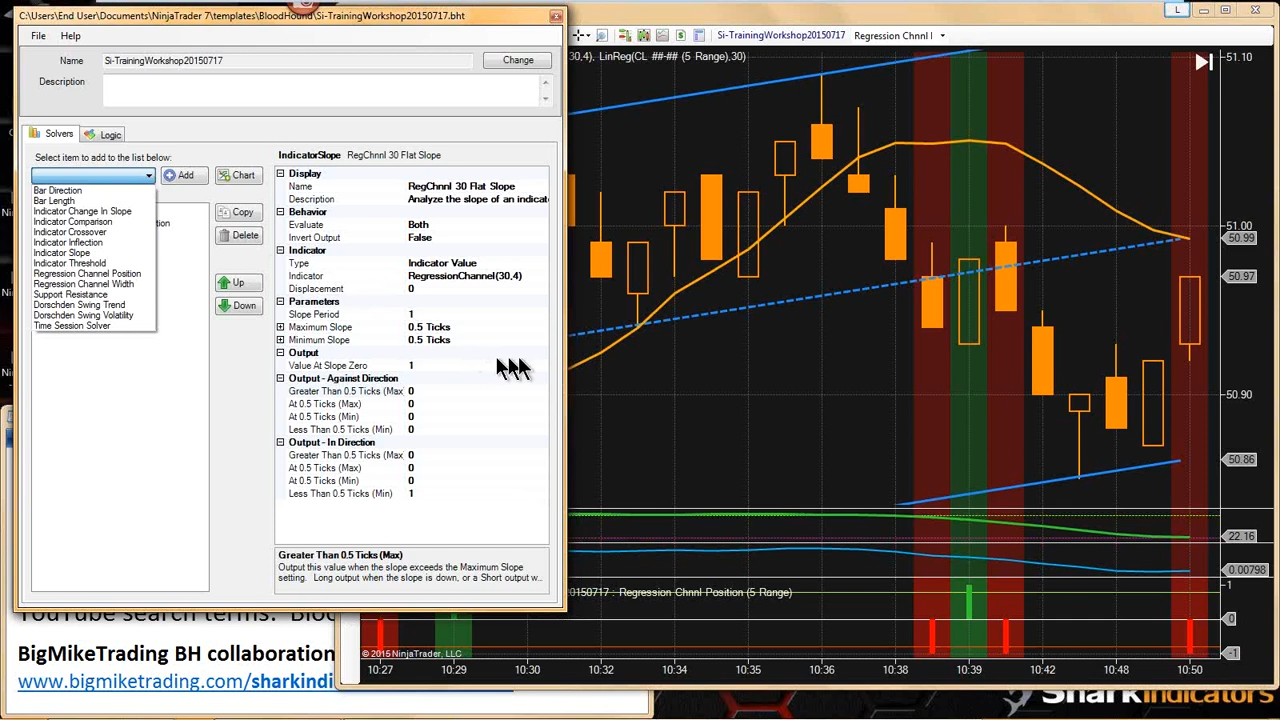 C:\Users\End User\Documents\NinjaTrader 7\templates\BloodHound\Si-TrainingWorkshop20150717.bht
File Help
Name Si-TrainingWorkshop20150717 Change
Description
Solvers Logic
Select item to add to the list below:
Add Chart
Bar Direction
Bar Length
Indicator Change In Slope
Indicator Comparison
Indicator Crossover
Indicator Inflection
Indicator Slope
Indicator Threshold
Regression Channel Position
Regression Channel Width
Support Resistance
Dorschden Swing Trend
Dorschden Swing Volatility
Time Session Solver
Copy
Delete
Up
Down
IndicatorSlope RegChnnl 30 Flat Slope
Display
Name RegChnnl 30 Flat Slope
Description Analyze the slope of an indicat
Behavior
Evaluate Both
Invert Output False
Indicator
Type Indicator Value
Indicator RegressionChannel(30,4)
Displacement 0
Parameters
Slope Period 1
Maximum Slope 0.5 Ticks
Minimum Slope 0.5 Ticks
Output
Value At Slope Zero 1
Output - Against Direction
Greater Than 0.5 Ticks (Max 0
At 0.5 Ticks (Max) 0
At 0.5 Ticks (Min) 0
Less Than 0.5 Ticks (Min) 0
Output - In Direction
Greater Than 0.5 Ticks (Max 0
At 0.5 Ticks (Max) 0
At 0.5 Ticks (Min) 0
Less Than 0.5 Ticks (Min) 1
Greater Than 0.5 Ticks (Max)
Output this value when the slope exceeds the Maximum Slope
setting. Long output when the slope is down, or a Short output w...
L
Si-TrainingWorkshop20150717 Regression Chnnl
30,4), LinReg(CL ##-## (5 Range),30)
51.10
51.00
50.99
50.97
50.90
50.86
22.16
0.00798
20150717 : Regression Chnnl Position (5 Range)
1
0
-1
© 2015 NinjaTrader, LLC
10:27 10:29 10:30 10:32 10:34 10:35 10:36 10:38 10:39 10:42 10:48 10:50
YouTube search terms:
BigMikeTrading BH collaboration
www.bigmiketrading.com/sharkindi
SharkIndicators